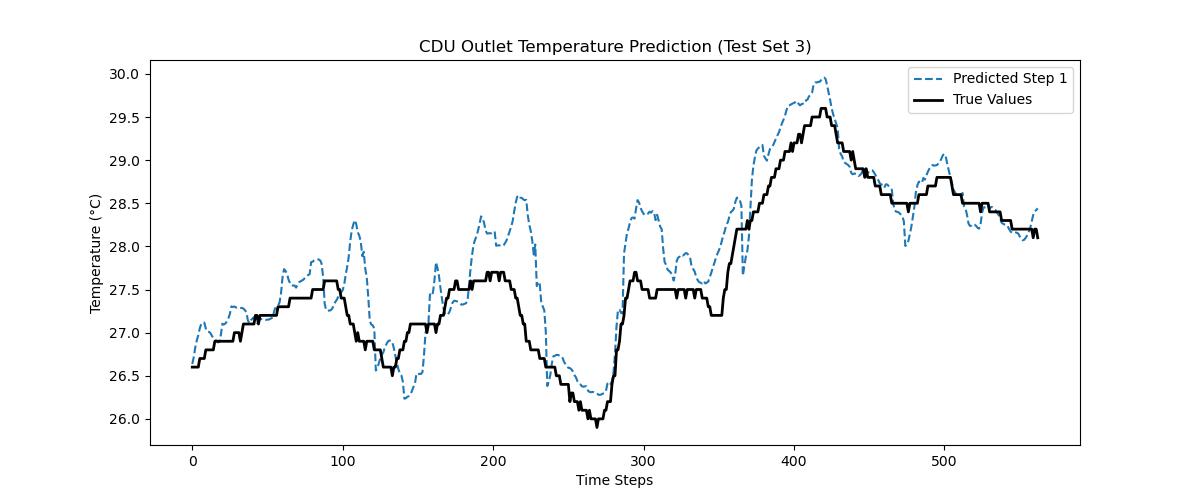 CDU Outlet Temperature Prediction (Test Set 3)
Predicted Step 1
True Values
Temperature (°C)
30.0
29.5
29.0
28.5
28.0
27.5
27.0
26.5
26.0
0 100 200 300 400 500
Time Steps